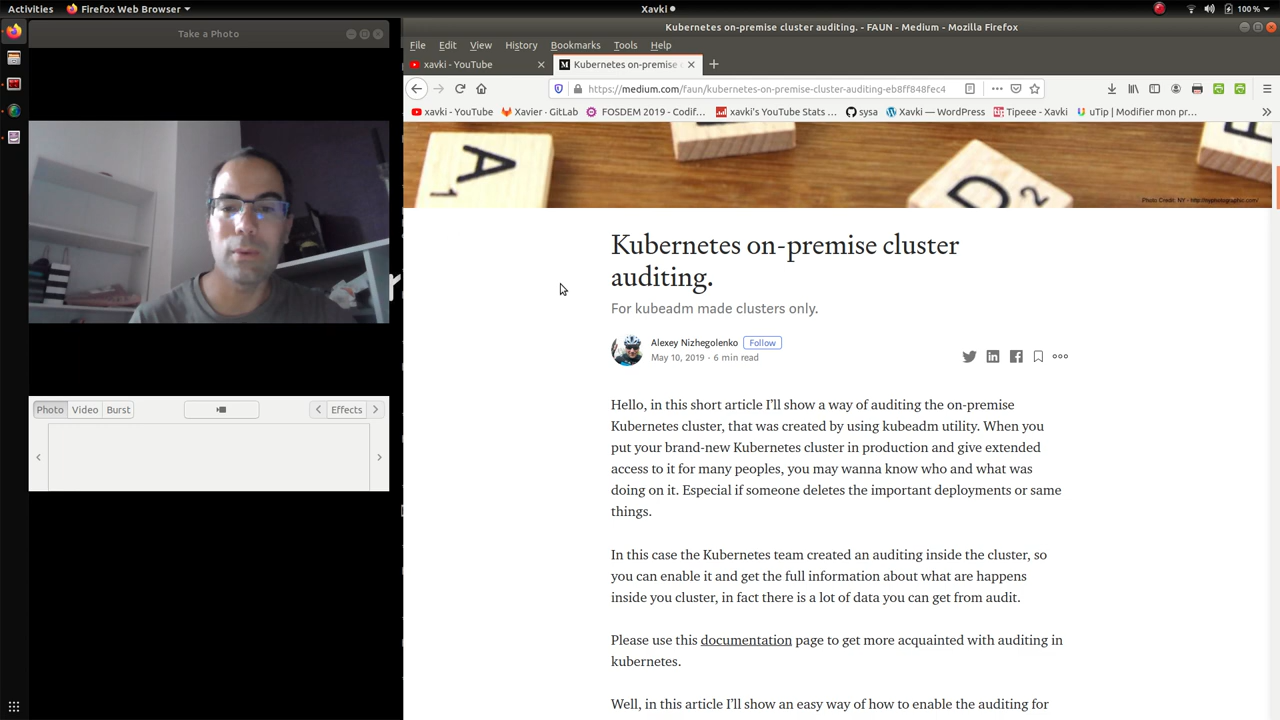 Activities
Firefox Web Browser
Xavki
100 %
Take a Photo
Kubernetes on-premise cluster auditing. - FAUN - Medium - Mozilla Firefox
File Edit View History Bookmarks Tools Help
xavki - YouTube
Kubernetes on-premise c
https://medium.com/faun/kubernetes-on-premise-cluster-auditing-eb8ff848fec4
xavki - YouTube
Xavier · GitLab
FOSDEM 2019 - Codif…
xavki's YouTube Stats …
sysa
Xavki — WordPress
Tipeee - Xavki
uTip | Modifier mon pr…
A
1
D
2
Kubernetes on-premise cluster
auditing.
For kubeadm made clusters only.
Alexey Nizhegolenko Follow
May 10, 2019 · 6 min read
Hello, in this short article I'll show a way of auditing the on-premise
Kubernetes cluster, that was created by using kubeadm utility. When you
put your brand-new Kubernetes cluster in production and give extended
access to it for many peoples, you may wanna know who and what was
doing on it. Especial if someone deletes the important deployments or same
things.
In this case the Kubernetes team created an auditing inside the cluster, so
you can enable it and get the full information about what are happens
inside you cluster, in fact there is a lot of data you can get from audit.
Please use this documentation page to get more acquainted with auditing in
kubernetes.
Well, in this article I'll show an easy way of how to enable the auditing for
Photo Video Burst
Effects